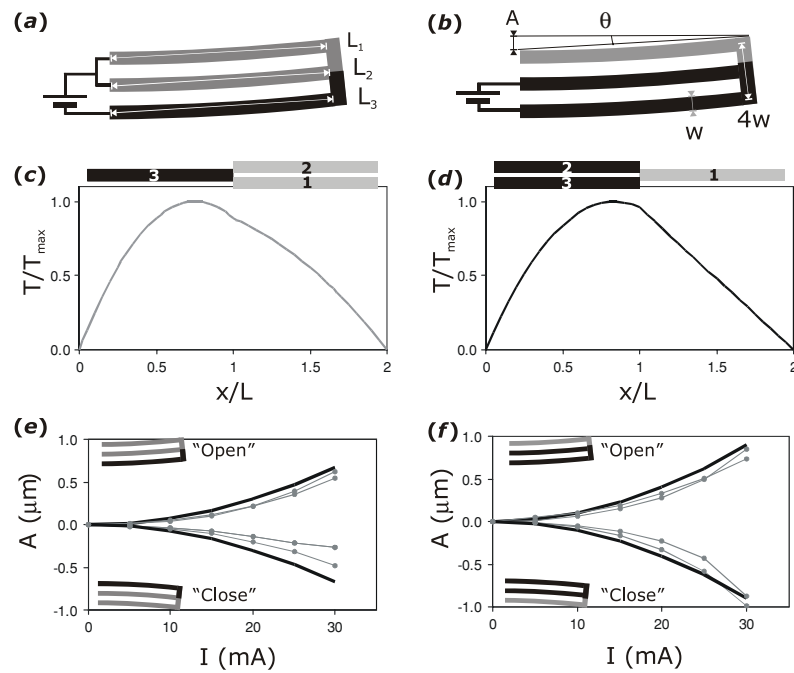 (a)
L1
L2
L3
(b)
A
θ
w
4w
(c)
3
2
1
T/Tmax
1.0
0.5
0.0
0
0.5
1
1.5
2
x/L
(d)
2
3
1
T/Tmax
1.0
0.5
0.0
0
0.5
1
1.5
2
x/L
(e)
A (μm)
1.0
0.5
0.0
-0.5
-1.0
"Open"
"Close"
0
10
20
30
I (mA)
(f)
A (μm)
1.0
0.5
0.0
-0.5
-1.0
"Open"
"Close"
0
10
20
30
I (mA)